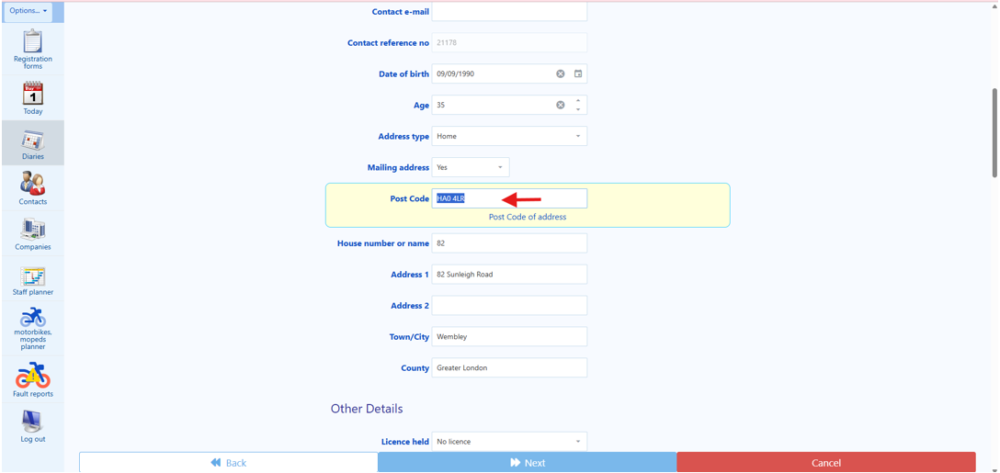 Options...
Registration
forms
May
1
Today
Diaries
Contacts
Companies
Staff planner
motorbikes,
mopeds
planner
Fault reports
Log out
Contact e-mail
Contact reference no 21178
Date of birth 09/09/1990
Age 35
Address type Home
Mailing address Yes
Post Code HA0 4LR
Post Code of address
House number or name 82
Address 1 82 Sunleigh Road
Address 2
Town/City Wembley
County Greater London
Other Details
Licence held No licence
Back
Next
Cancel